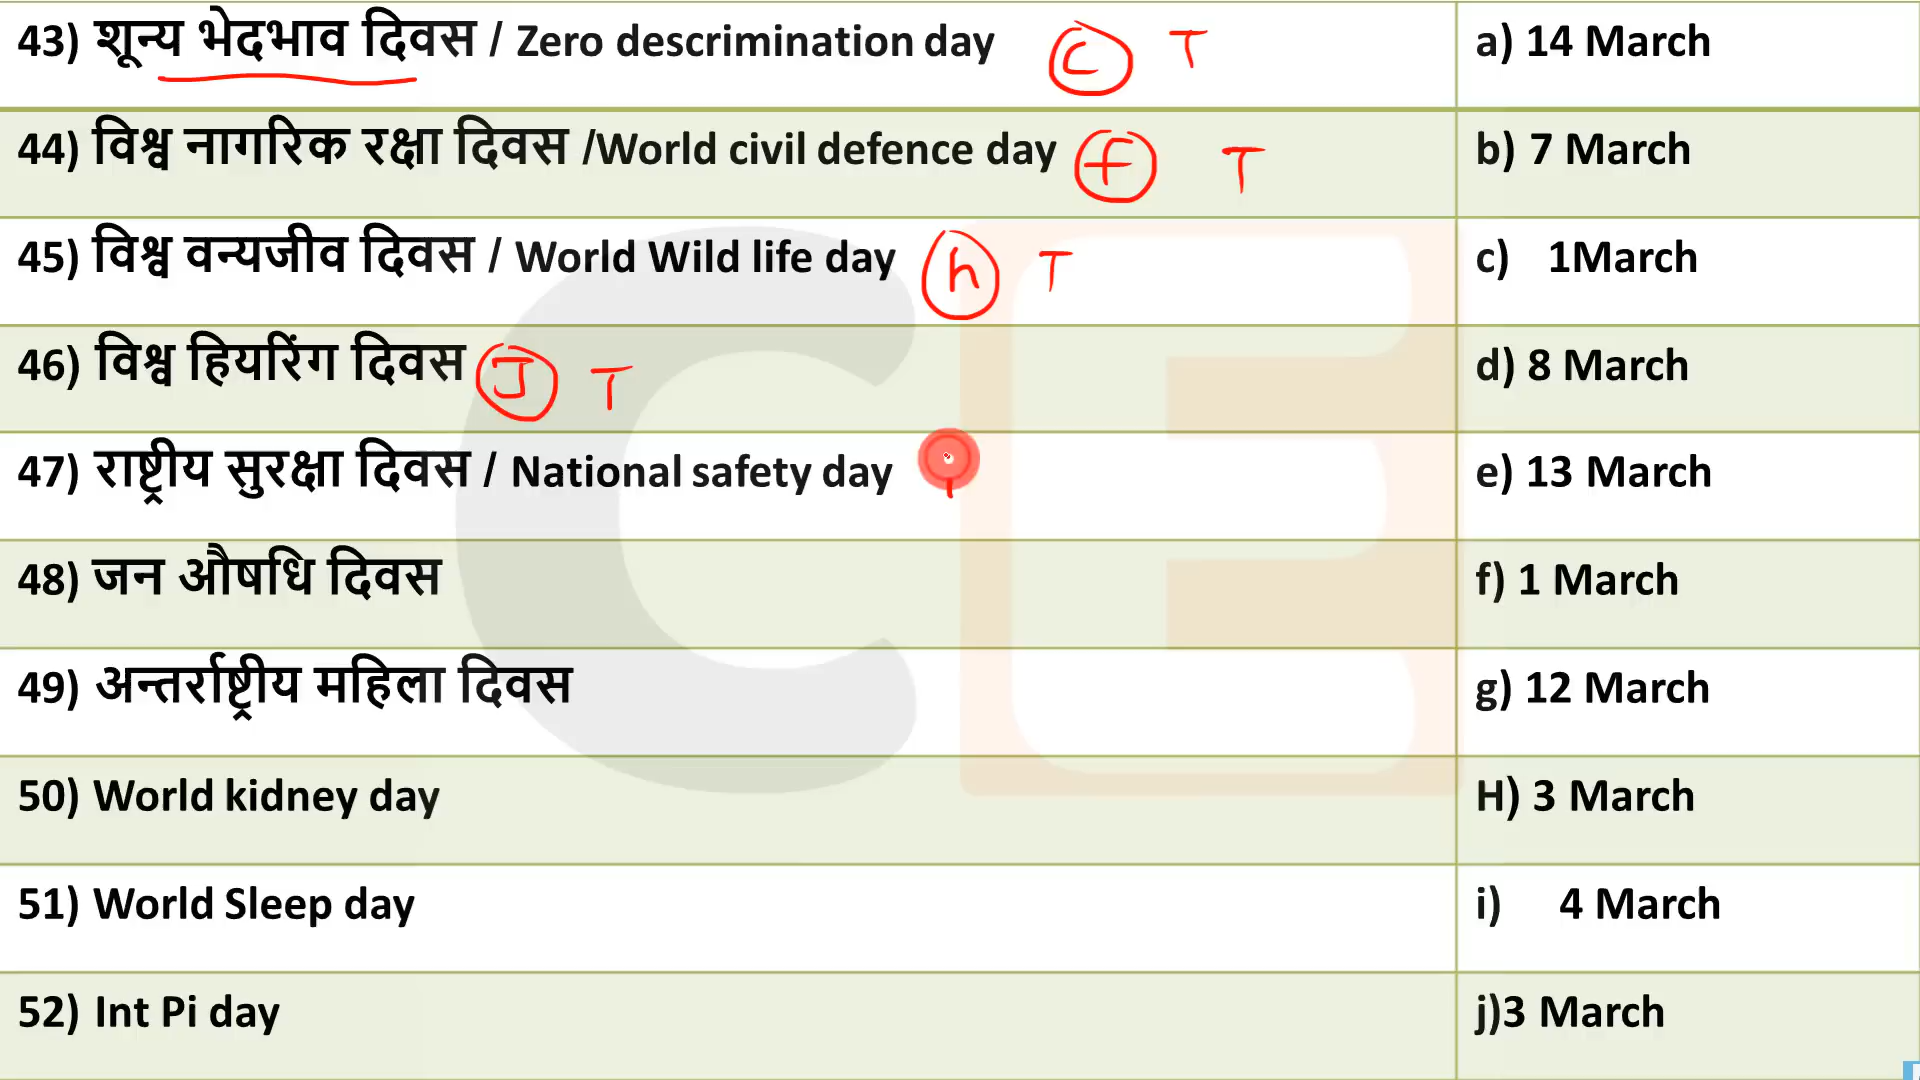 43) शून्य भेदभाव दिवस / Zero descrimination day c T a) 14 March
44) विश्व नागरिक रक्षा दिवस /World civil defence day f T b) 7 March
45) विश्व वन्यजीव दिवस / World Wild life day h T c) 1March
46) विश्व हियरिंग दिवस J T d) 8 March
47) राष्ट्रीय सुरक्षा दिवस / National safety day e) 13 March
48) जन औषधि दिवस f) 1 March
49) अन्तर्राष्ट्रीय महिला दिवस g) 12 March
50) World kidney day H) 3 March
51) World Sleep day i) 4 March
52) Int Pi day j)3 March